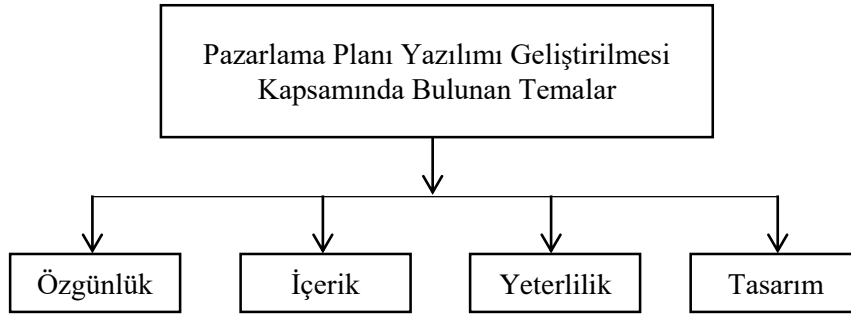 Pazarlama Planı Yazılımı Geliştirilmesi
Kapsamında Bulunan Temalar
Özgünlük
İçerik
Yeterlilik
Tasarım